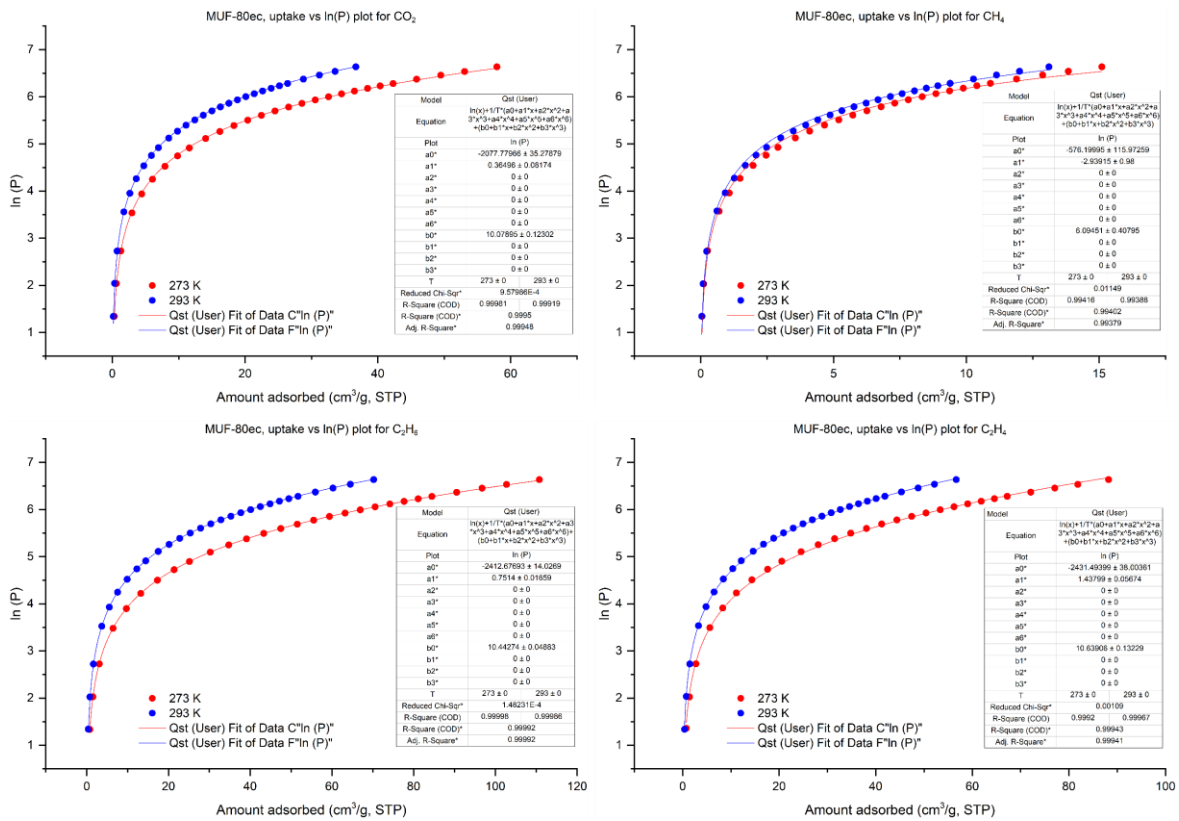 MUF-80ec, uptake vs ln(P) plot for CO₂
ln (P)
7
6
5
4
3
2
1
0
20
40
60
80
Amount adsorbed (cm³/g, STP)
273 K
293 K
Qst (User) Fit of Data C"ln (P)"
Qst (User) Fit of Data F"ln (P)"
Model Qst (User)
Equation ln(x)+1/T*(a0+a1*x+a2*x^2+a
3*x^3+a4*x^4+a5*x^5+a6*x^6)
+(b0+b1*x+b2*x^2+b3*x^3)
Plot ln (P)
a0* -2077.77966 ± 35.27879
a1* 0.36496 ± 0.08174
a2* 0 ± 0
a3* 0 ± 0
a4* 0 ± 0
a5* 0 ± 0
a6* 0 ± 0
b0* 10.07895 ± 0.12302
b1* 0 ± 0
b2* 0 ± 0
b3* 0 ± 0
T 273 ± 0 293 ± 0
Reduced Chi-Sqr* 9.57986E-4
R-Square (COD) 0.99981 0.99919
R-Square (COD)* 0.9995
Adj. R-Square* 0.99948
MUF-80ec, uptake vs ln(P) plot for CH₄
ln (P)
7
6
5
4
3
2
1
0
5
10
15
Amount adsorbed (cm³/g, STP)
273 K
293 K
Qst (User) Fit of Data C"ln (P)"
Qst (User) Fit of Data F"ln (P)"
Model Qst (User)
Equation ln(x)+1/T*(a0+a1*x+a2*x^2+a
3*x^3+a4*x^4+a5*x^5+a6*x^6)
+(b0+b1*x+b2*x^2+b3*x^3)
Plot ln (P)
a0* -576.19995 ± 115.97259
a1* -2.93915 ± 0.98
a2* 0 ± 0
a3* 0 ± 0
a4* 0 ± 0
a5* 0 ± 0
a6* 0 ± 0
b0* 6.09451 ± 0.40795
b1* 0 ± 0
b2* 0 ± 0
b3* 0 ± 0
T 273 ± 0 293 ± 0
Reduced Chi-Sqr* 0.01149
R-Square (COD) 0.99416 0.99388
R-Square (COD)* 0.99402
Adj. R-Square* 0.99379
MUF-80ec, uptake vs ln(P) plot for C₂H₆
ln (P)
7
6
5
4
3
2
1
0
20
40
60
80
100
120
Amount adsorbed (cm³/g, STP)
273 K
293 K
Qst (User) Fit of Data C"ln (P)"
Qst (User) Fit of Data F"ln (P)"
Model Qst (User)
Equation ln(x)+1/T*(a0+a1*x+a2*x^2+a3
*x^3+a4*x^4+a5*x^5+a6*x^6)+
(b0+b1*x+b2*x^2+b3*x^3)
Plot ln (P)
a0* -2412.67693 ± 14.0269
a1* 0.7514 ± 0.01659
a2* 0 ± 0
a3* 0 ± 0
a4* 0 ± 0
a5* 0 ± 0
a6* 0 ± 0
b0* 10.44274 ± 0.04883
b1* 0 ± 0
b2* 0 ± 0
b3* 0 ± 0
T 273 ± 0 293 ± 0
Reduced Chi-Sqr* 1.48231E-4
R-Square (COD) 0.99998 0.99986
R-Square (COD)* 0.99992
Adj. R-Square* 0.99992
MUF-80ec, uptake vs ln(P) plot for C₂H₄
ln (P)
7
6
5
4
3
2
1
0
20
40
60
80
100
Amount adsorbed (cm³/g, STP)
273 K
293 K
Qst (User) Fit of Data C"ln (P)"
Qst (User) Fit of Data F"ln (P)"
Model Qst (User)
Equation ln(x)+1/T*(a0+a1*x+a2*x^2+a
3*x^3+a4*x^4+a5*x^5+a6*x^6)
+(b0+b1*x+b2*x^2+b3*x^3)
Plot ln (P)
a0* -2431.49399 ± 38.00361
a1* 1.43799 ± 0.05674
a2* 0 ± 0
a3* 0 ± 0
a4* 0 ± 0
a5* 0 ± 0
a6* 0 ± 0
b0* 10.63906 ± 0.13229
b1* 0 ± 0
b2* 0 ± 0
b3* 0 ± 0
T 273 ± 0 293 ± 0
Reduced Chi-Sqr* 0.00109
R-Square (COD) 0.9992 0.99967
R-Square (COD)* 0.99943
Adj. R-Square* 0.99941